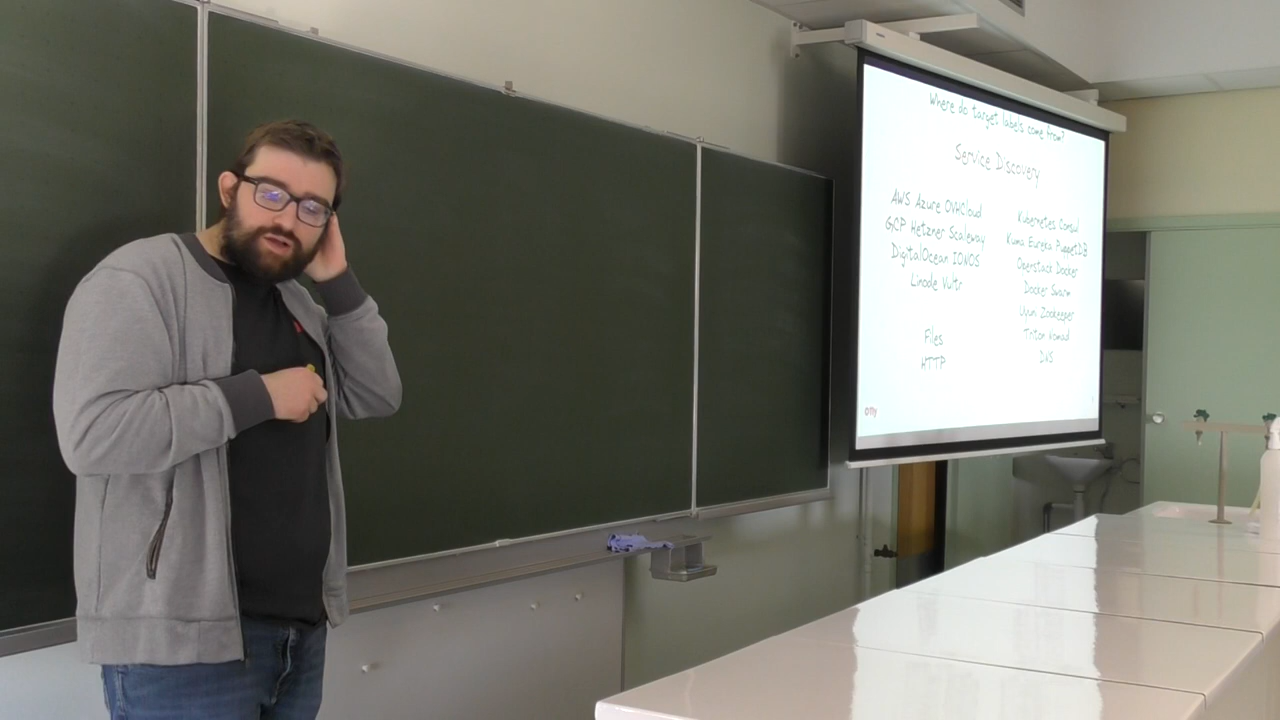 Where do target labels come from?
Service Discovery
AWS Azure OVHCloud
GCP Hetzner Scaleway
DigitalOcean IONOS
Linode Vultr
Files
HTTP
Kubernetes Consul
Kuma Eureka PuppetDB
Openstack Docker
Docker Swarm
Uyuni Zookeeper
Triton Nomad
DNS
O11y